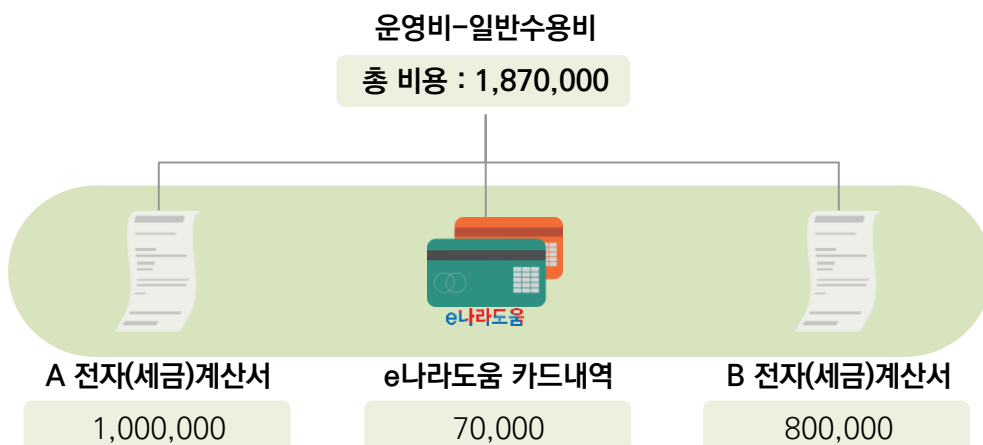 운영비-일반수용비
총 비용 : 1,870,000
e나라도움
A 전자(세금)계산서
e나라도움 카드내역
B 전자(세금)계산서
1,000,000
70,000
800,000